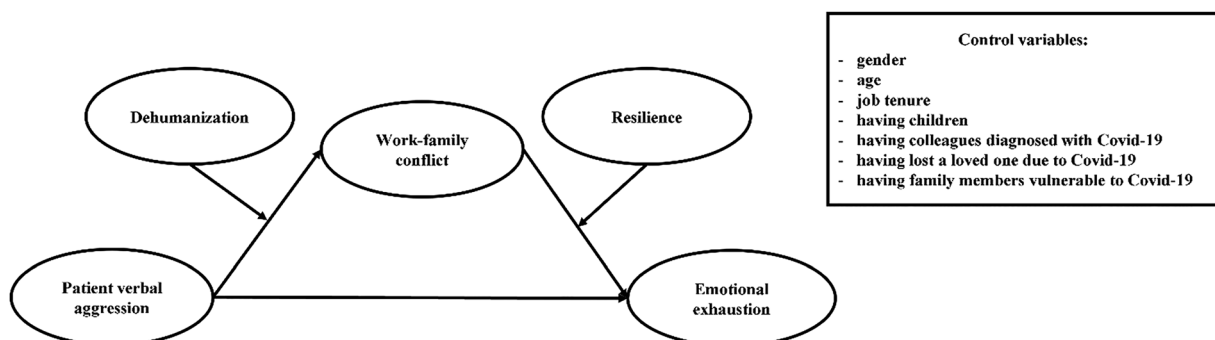 Dehumanization
Work-family
conflict
Resilience
Patient verbal
aggression
Emotional
exhaustion
Control variables:
- gender
- age
- job tenure
- having children
- having colleagues diagnosed with Covid-19
- having lost a loved one due to Covid-19
- having family members vulnerable to Covid-19